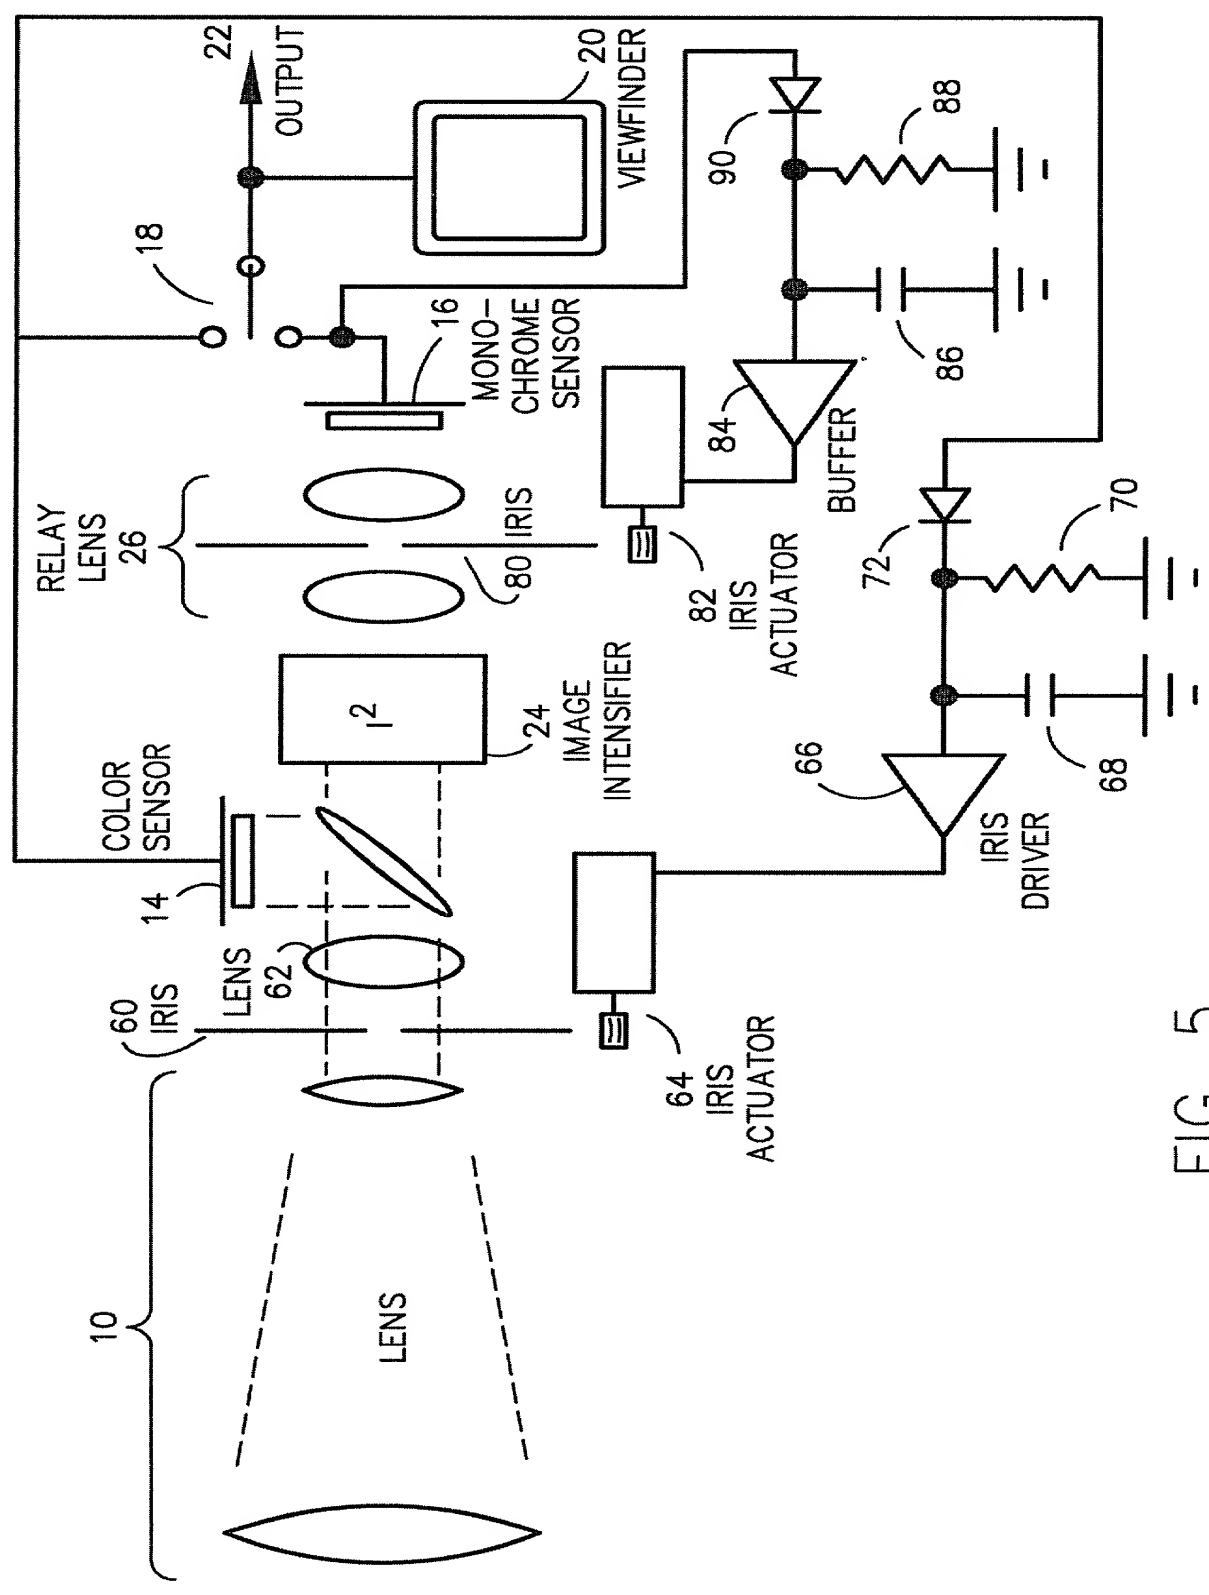 10
LENS
60
IRIS
LENS
62
14
COLOR
SENSOR
I2
24
IMAGE
INTENSIFIER
RELAY
LENS
26
80
IRIS
MONO-
CHROME
SENSOR
16
18
22
OUTPUT
20
VIEWFINDER
64
IRIS
ACTUATOR
82
IRIS
ACTUATOR
84
BUFFER
86
88
90
66
IRIS
DRIVER
68
70
72
FIG. 5